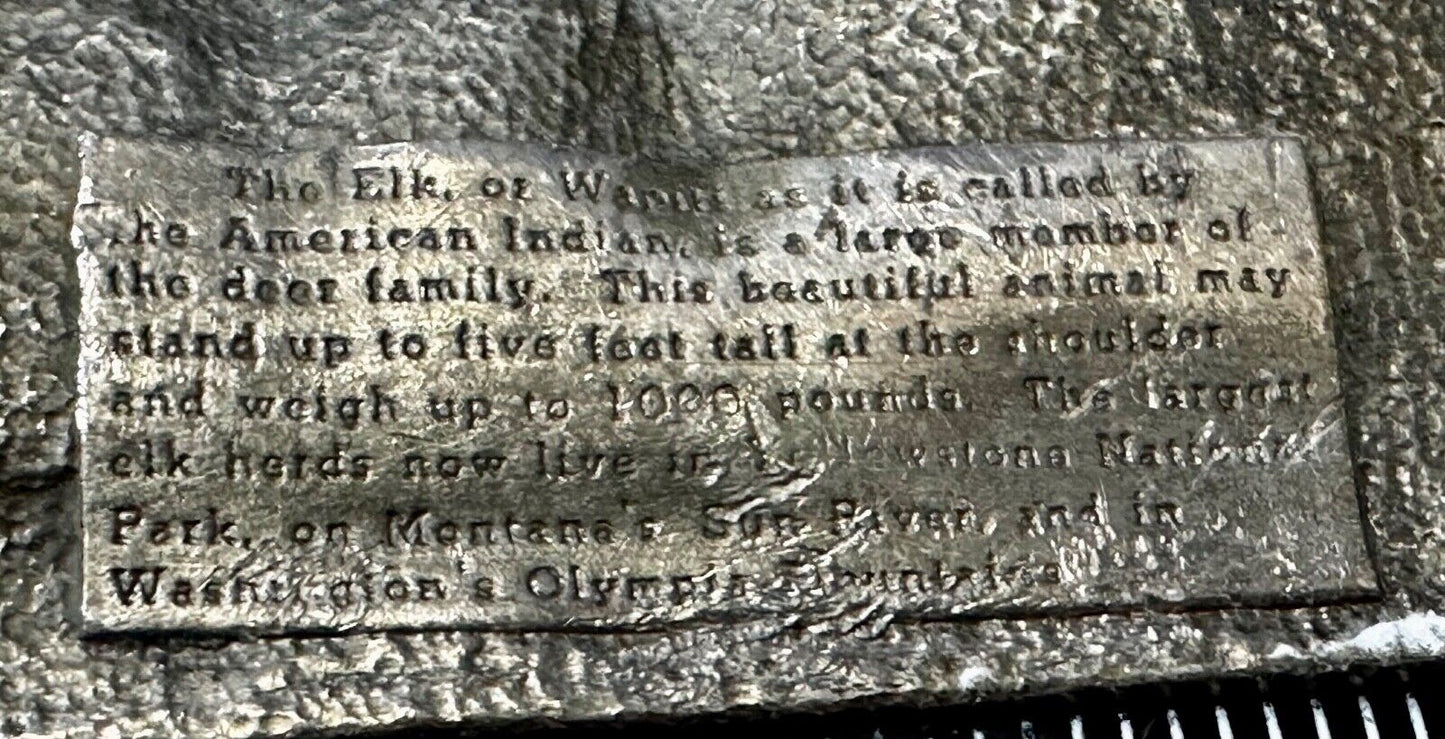 The Elk, or Wapiti as it is called by
the American Indian, is a large member of
the deer family. This beautiful animal may
stand up to five feet tall at the shoulder
and weigh up to 1000 pounds. The largest
elk herds now live in Yellowstone National
Park, on Montana's Sun River, and in
Washington's Olympic Mountains.